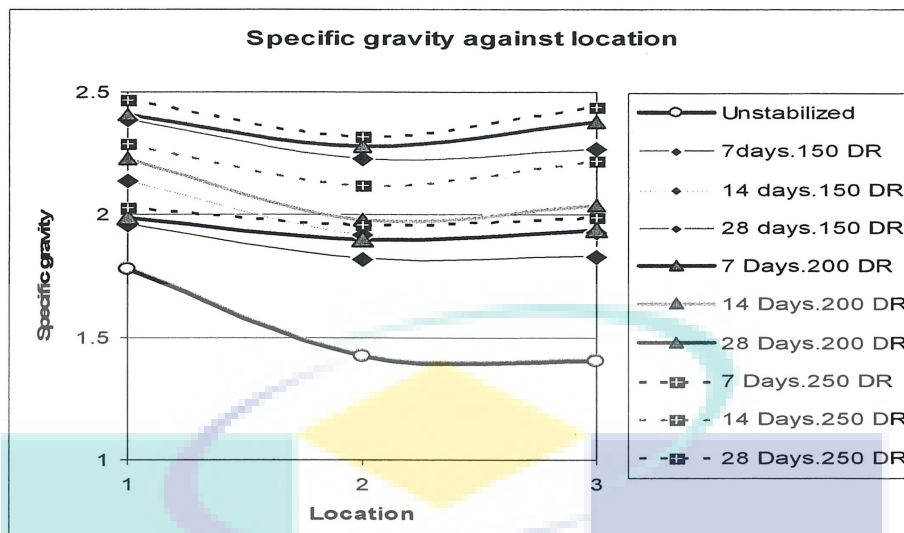 Specific gravity against location
2.5
2
1.5
1
Specific gravity
1
2
3
Location
Unstabilized
7days.150 DR
14 days.150 DR
28 days.150 DR
7 Days.200 DR
14 Days.200 DR
28 Days.200 DR
7 Days.250 DR
14 Days.250 DR
28 Days.250 DR